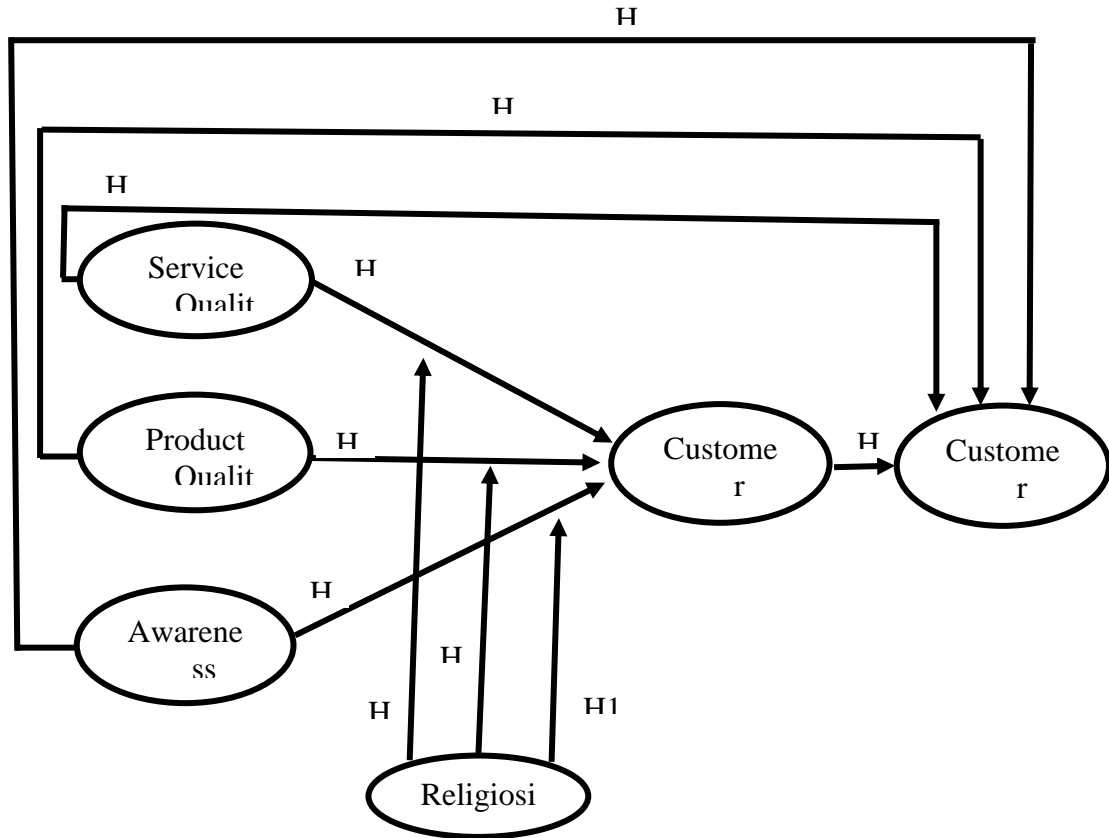 H
H
H
Service
Qualit
H
Product
Qualit
H
Custome
r
H
Custome
r
H
Awarene
ss
H
H
H1
Religiosi